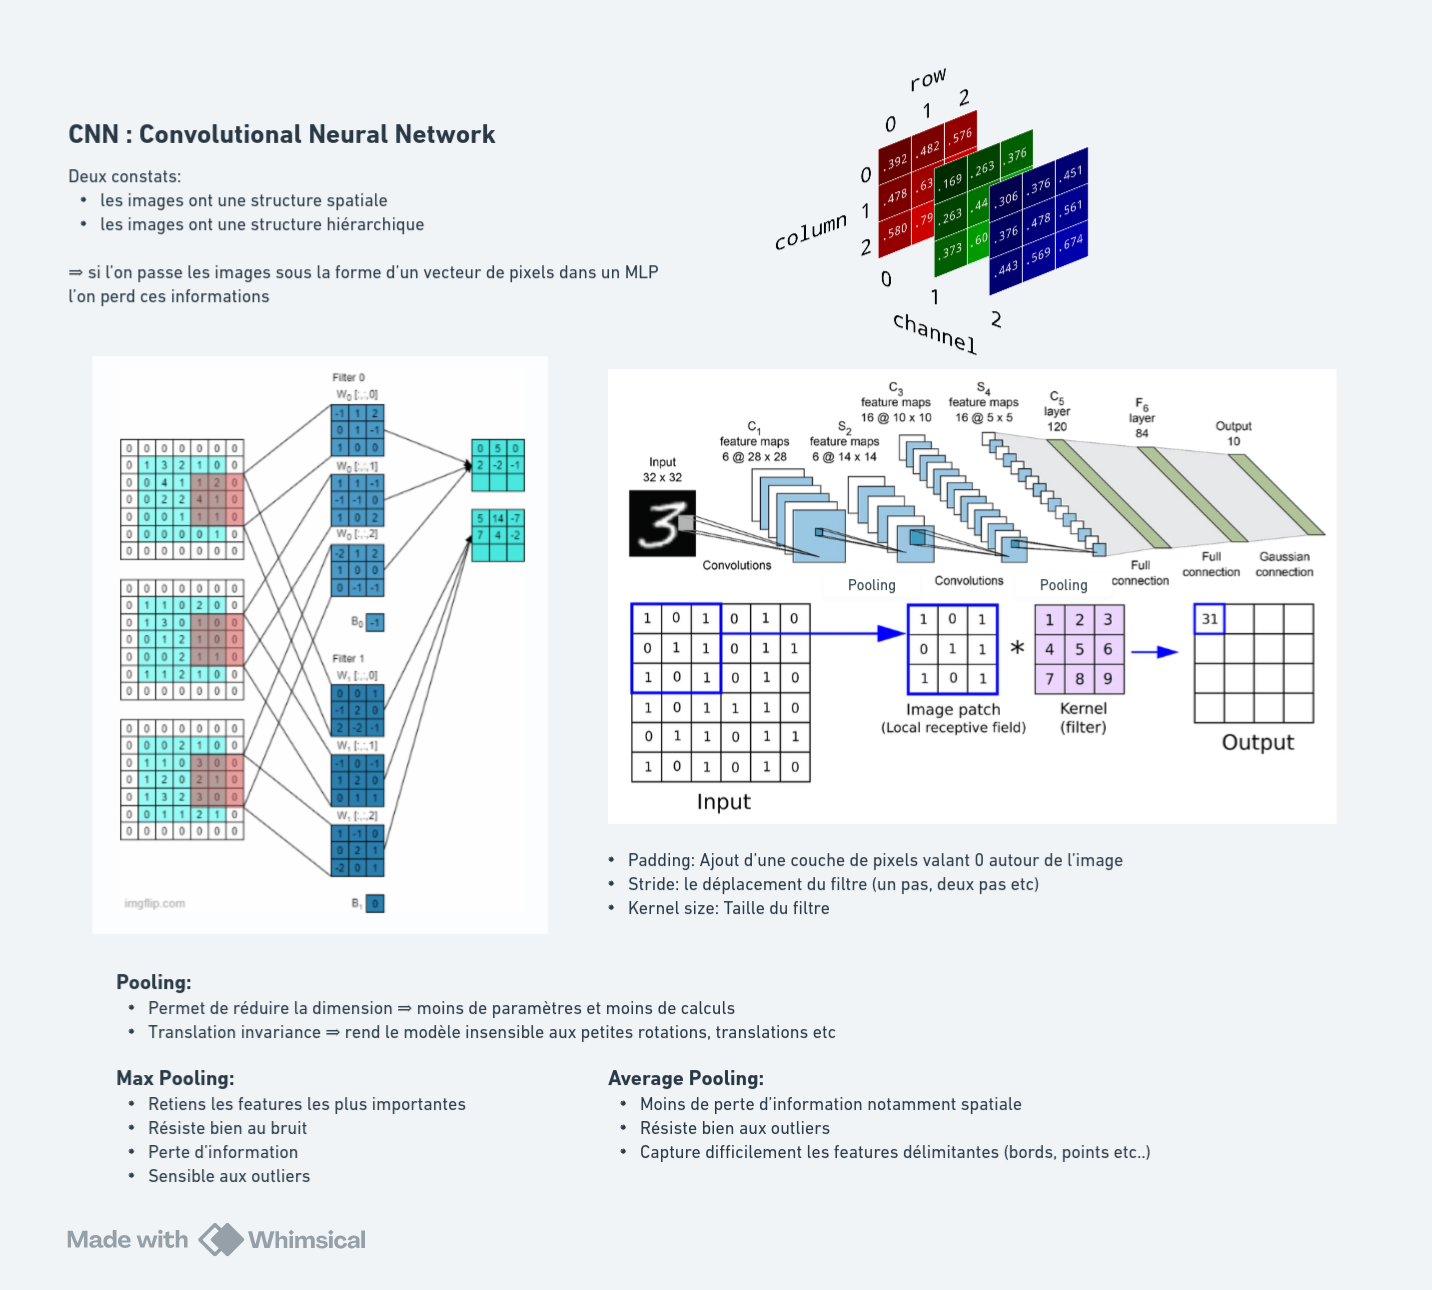 row
0 1 2
.392 .482 .576
0
.478 .63
column 1
.580 .79
2
.169 .263 .376
.263 .44
.373 .60
.306 .376 .451
.376 .478 .561
.443 .569 .674
0
1
2
channel
CNN : Convolutional Neural Network
Deux constats:
• les images ont une structure spatiale
• les images ont une structure hiérarchique
⇒ si l'on passe les images sous la forme d'un vecteur de pixels dans un MLP
l'on perd ces informations
0 0 0 0 0 0 0
0 1 3 2 1 0 0
0 0 4 1 1 2 0
0 0 2 2 4 1 0
0 0 0 1 1 1 0
0 0 0 0 0 1 0
0 0 0 0 0 0 0
0 0 0 0 0 0 0
0 1 1 0 2 0 0
0 1 3 0 1 0 0
0 0 1 2 1 0 0
0 0 0 2 1 1 0
0 1 1 2 1 0 0
0 0 0 0 0 0 0
0 0 0 0 0 0 0
0 0 0 2 1 0 0
0 1 1 0 3 0 0
0 1 2 0 2 1 0
0 1 3 2 3 0 0
0 0 1 1 2 1 0
0 0 0 0 0 0 0
imgflip.com
Filter 0
W0 [:,:,0]
-1 1 2
0 1 -1
1 0 0
W0 [:,:,1]
1 1 -1
-1 -1 0
1 0 2
W0 [:,:,2]
-2 1 2
1 0 0
0 -1 -1
B0 -1
Filter 1
W1 [:,:,0]
0 0 1
-1 2 0
2 -2 -1
W1 [:,:,1]
-1 0 -1
1 2 0
0 1 1
W1 [:,:,2]
1 -1 0
0 2 1
-2 0 1
B1 0
0 5 0
2 -2 -1
5 14 -7
7 4 -2
Input
32 x 32
3
C1
feature maps
6 @ 28 x 28
S2
feature maps
6 @ 14 x 14
C3
feature maps
16 @ 10 x 10
S4
feature maps
16 @ 5 x 5
C5
layer
120
F6
layer
84
Output
10
Convolutions
Pooling
Convolutions
Pooling
Full
connection
Full
connection
Gaussian
connection
1 0 1 0 1 0
0 1 1 0 1 1
1 0 1 0 1 0
1 0 1 1 1 0
0 1 1 0 1 1
1 0 1 0 1 0
Input
1 0 1
0 1 1
1 0 1
Image patch
(Local receptive field)
*
1 2 3
4 5 6
7 8 9
Kernel
(filter)
31
Output
• Padding: Ajout d'une couche de pixels valant 0 autour de l'image
• Stride: le déplacement du filtre (un pas, deux pas etc)
• Kernel size: Taille du filtre
Pooling:
• Permet de réduire la dimension ⇒ moins de paramètres et moins de calculs
• Translation invariance ⇒ rend le modèle insensible aux petites rotations, translations etc
Max Pooling:
• Retiens les features les plus importantes
• Résiste bien au bruit
• Perte d'information
• Sensible aux outliers
Average Pooling:
• Moins de perte d'information notamment spatiale
• Résiste bien aux outliers
• Capture difficilement les features délimitantes (bords, points etc..)
Made with Whimsical